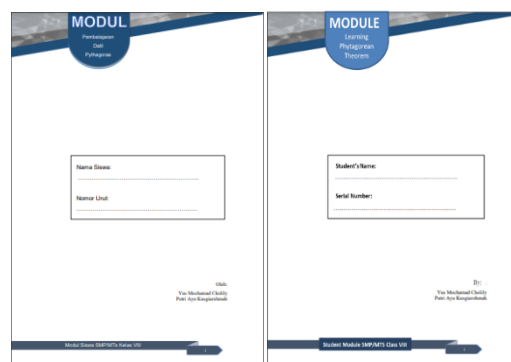 MODUL
Pembelajaran
Dalil
Pythagoras
Nama Siswa:
Nomor Urut:
Oleh:
Yus Mochamad Cholily
Putri Ayu Kusgiarohmah
Modul Siswa SMP/MTs Kelas VIII
MODULE
Learning
Phytagorean
Theorem
Student's Name:
Serial Number:
By:
Yus Mochamad Cholily
Putri Ayu Kusgiarohmah
Student Module SMP/MTS Class VIII